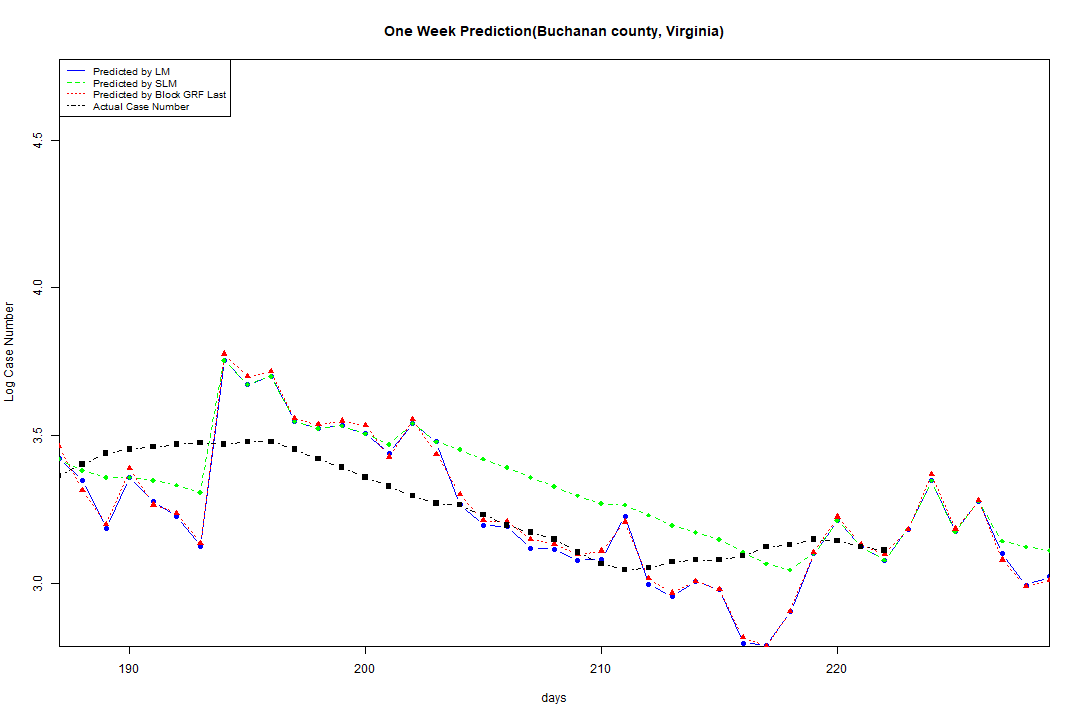 One Week Prediction(Buchanan county, Virginia)
Predicted by LM
Predicted by SLM
Predicted by Block GRF Last
Actual Case Number
4.5
4.0
3.5
3.0
Log Case Number
190
200
210
220
days